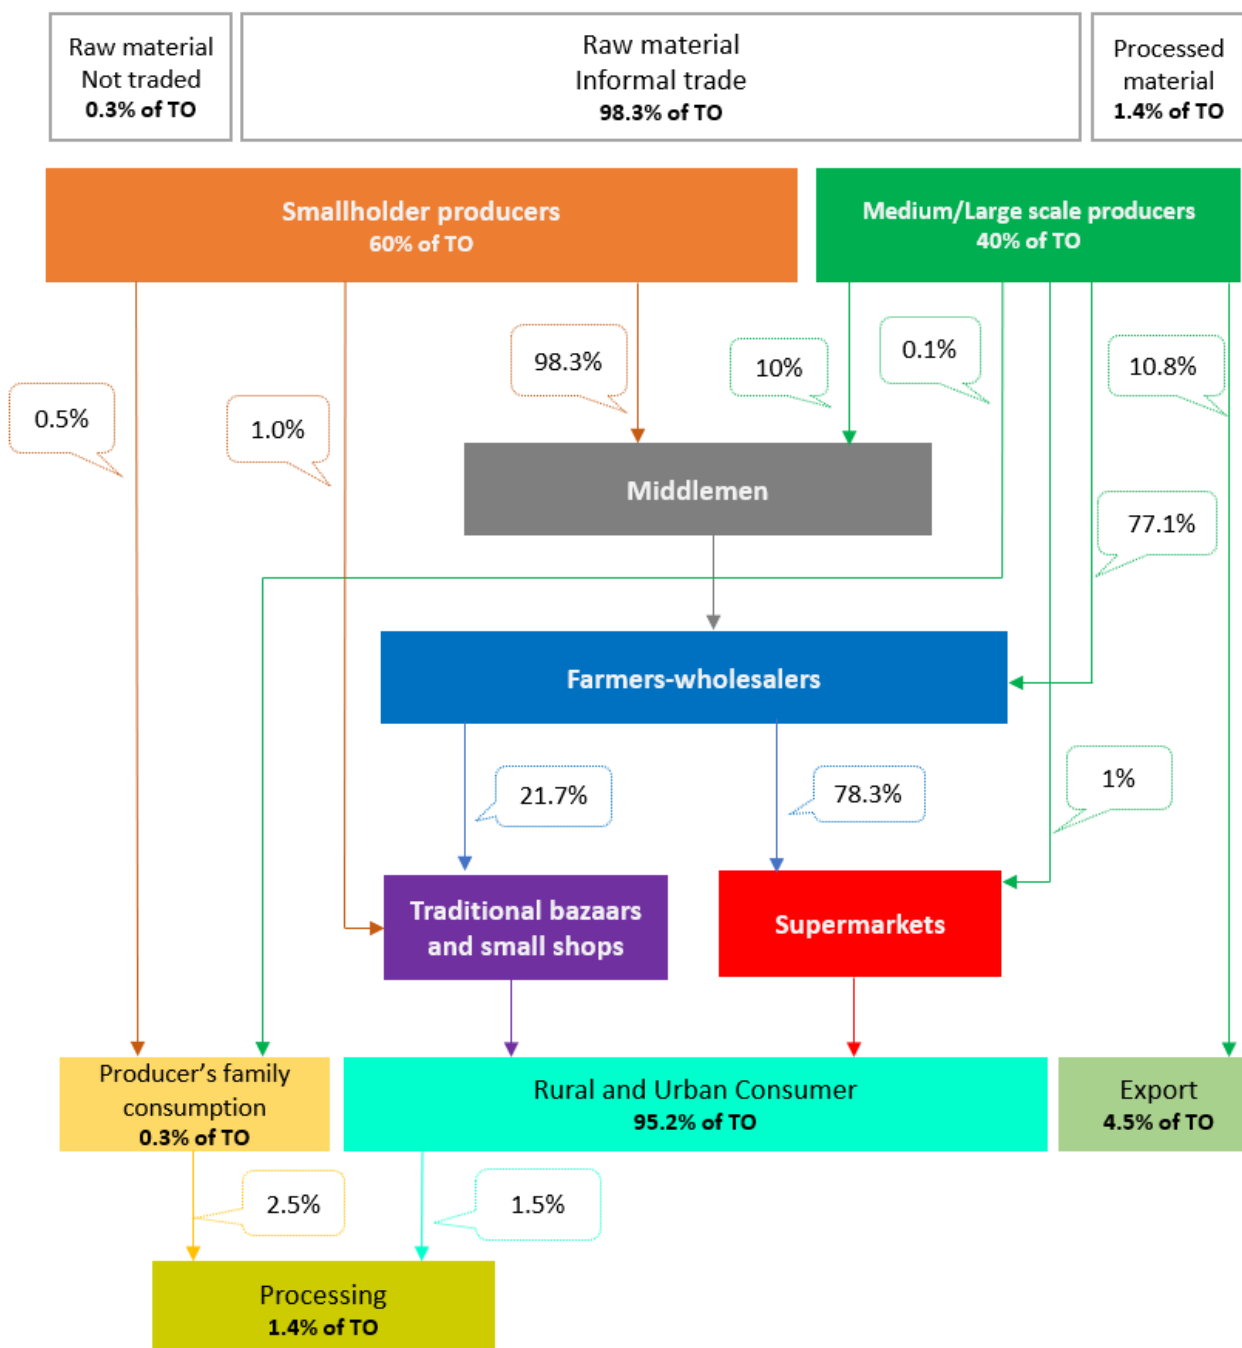 Raw material
Not traded
0.3% of TO
Raw material
Informal trade
98.3% of TO
Processed
material
1.4% of TO
Smallholder producers
60% of TO
Medium/Large scale producers
40% of TO
98.3%
10%
0.1%
10.8%
0.5%
1.0%
Middlemen
77.1%
Farmers-wholesalers
21.7%
78.3%
1%
Traditional bazaars
and small shops
Supermarkets
Producer’s family
consumption
0.3% of TO
Rural and Urban Consumer
95.2% of TO
Export
4.5% of TO
2.5%
1.5%
Processing
1.4% of TO